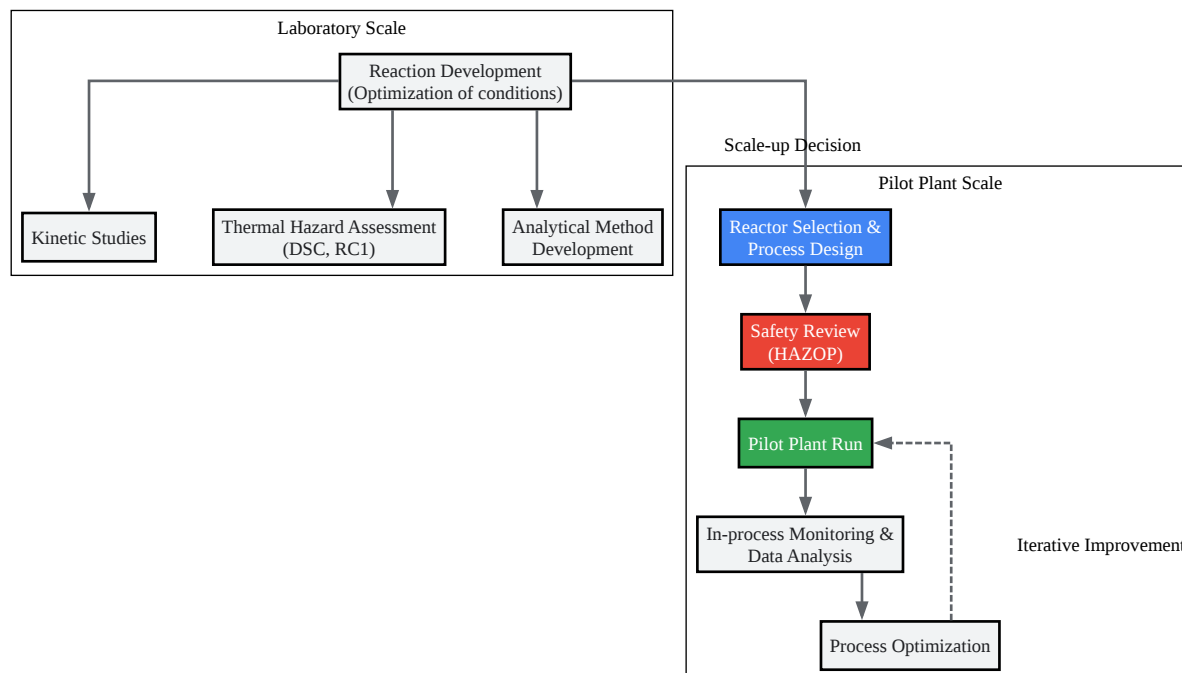 Laboratory Scale
Reaction Development
(Optimization of conditions)
Kinetic Studies
Thermal Hazard Assessment
(DSC, RC1)
Analytical Method
Development
Scale-up Decision
Pilot Plant Scale
Reactor Selection &
Process Design
Safety Review
(HAZOP)
Pilot Plant Run
In-process Monitoring &
Data Analysis
Iterative Improvement
Process Optimization